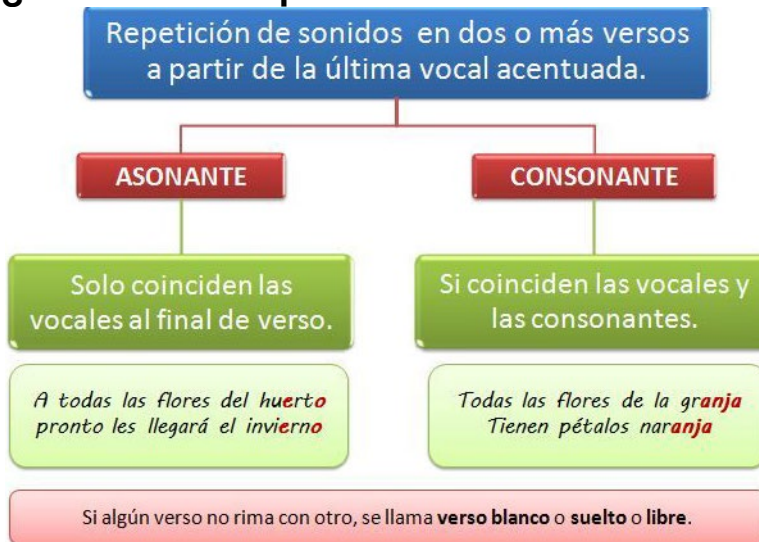 Repetición de sonidos en dos o más versos
a partir de la última vocal acentuada.
ASONANTE
CONSONANTE
Solo coinciden las
vocales al final de verso.
Si coinciden las vocales y
las consonantes.
A todas las flores del huerto
pronto les llegará el invierno
Todas las flores de la granja
Tienen pétalos naranja
Si algún verso no rima con otro, se llama verso blanco o suelto o libre.